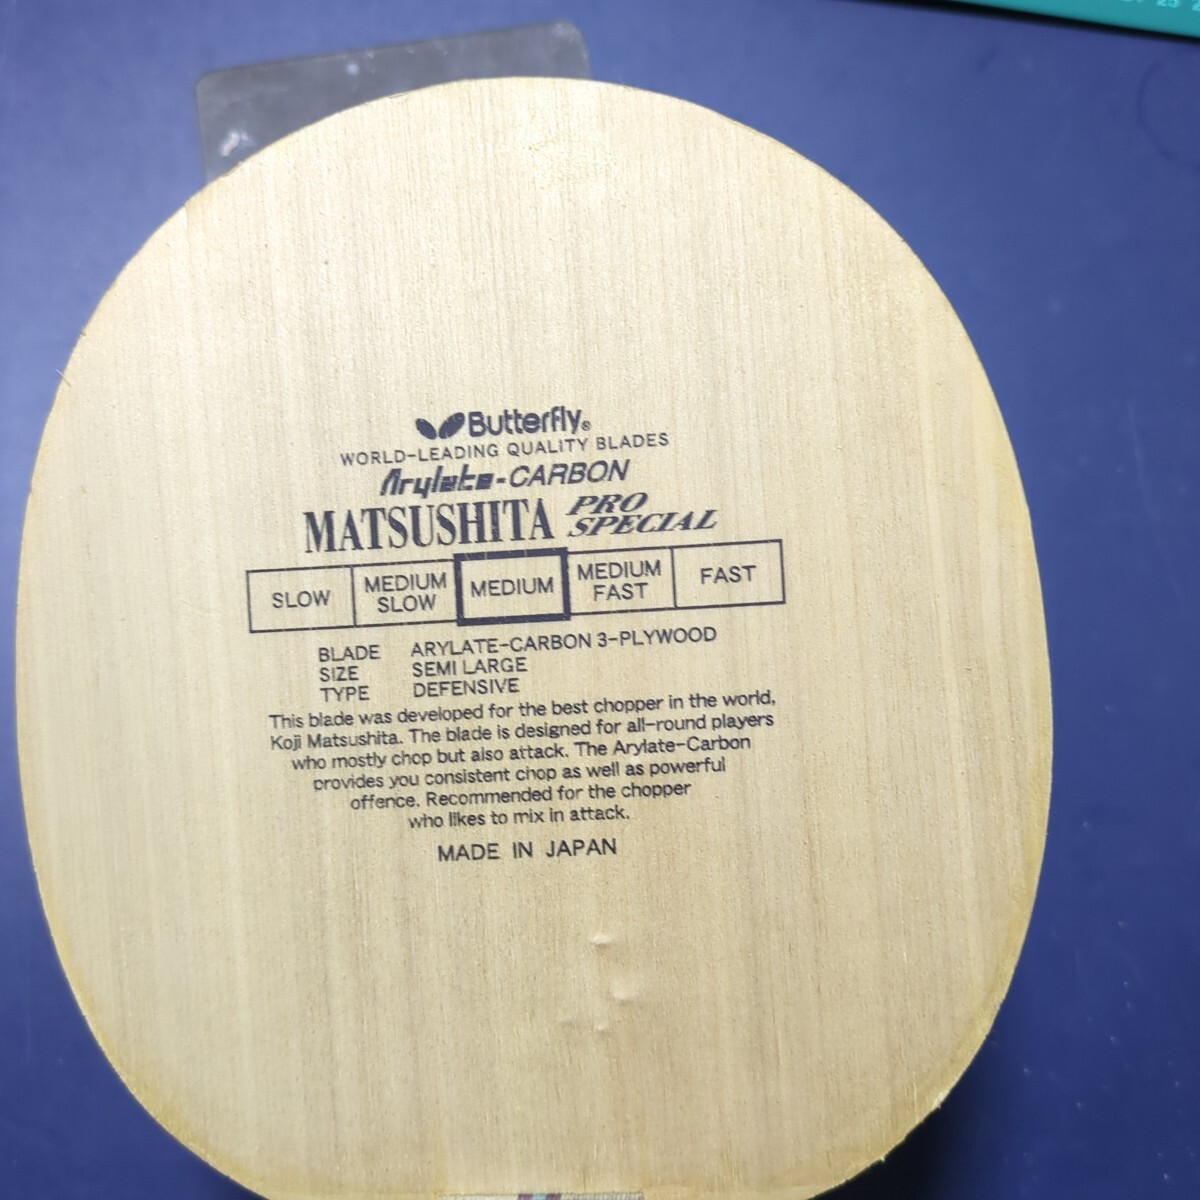 Butterfly®
WORLD-LEADING QUALITY BLADES
Arylate-CARBON
MATSUSHITA PRO SPECIAL
SLOW MEDIUM SLOW MEDIUM MEDIUM FAST FAST
BLADE ARYLATE-CARBON 3-PLYWOOD
SIZE SEMI LARGE
TYPE DEFENSIVE
This blade was developed for the best chopper in the world,
Koji Matsushita. The blade is designed for all-round players
who mostly chop but also attack. The Arylate-Carbon
provides you consistent chop as well as powerful
offence. Recommended for the chopper
who likes to mix in attack.
MADE IN JAPAN